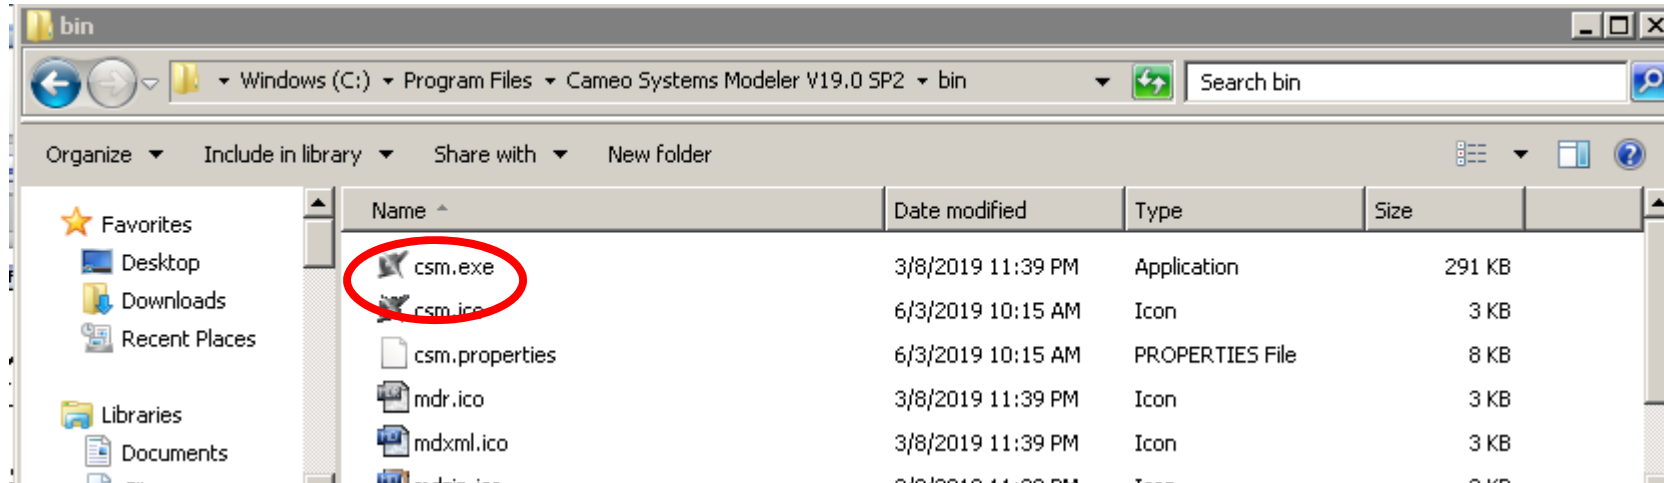 bin
Windows (C:) Program Files Cameo Systems Modeler V19.0 SP2 bin Search bin
Organize Include in library Share with New folder
Favorites
Desktop
Downloads
Recent Places
Libraries
Documents
Name Date modified Type Size
csm.exe 3/8/2019 11:39 PM Application 291 KB
csm.ico 6/3/2019 10:15 AM Icon 3 KB
csm.properties 6/3/2019 10:15 AM PROPERTIES File 8 KB
mdr.ico 3/8/2019 11:39 PM Icon 3 KB
mdxml.ico 3/8/2019 11:39 PM Icon 3 KB